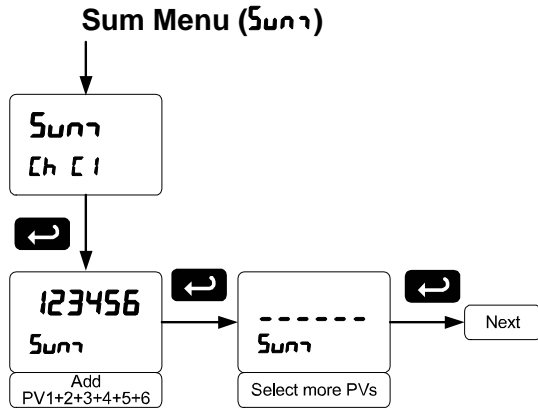 Sum Menu (Sum)
Sum
Ch C1
123456
Sum
Add
PV1+2+3+4+5+6
------
Sum
Select more PVs
Next